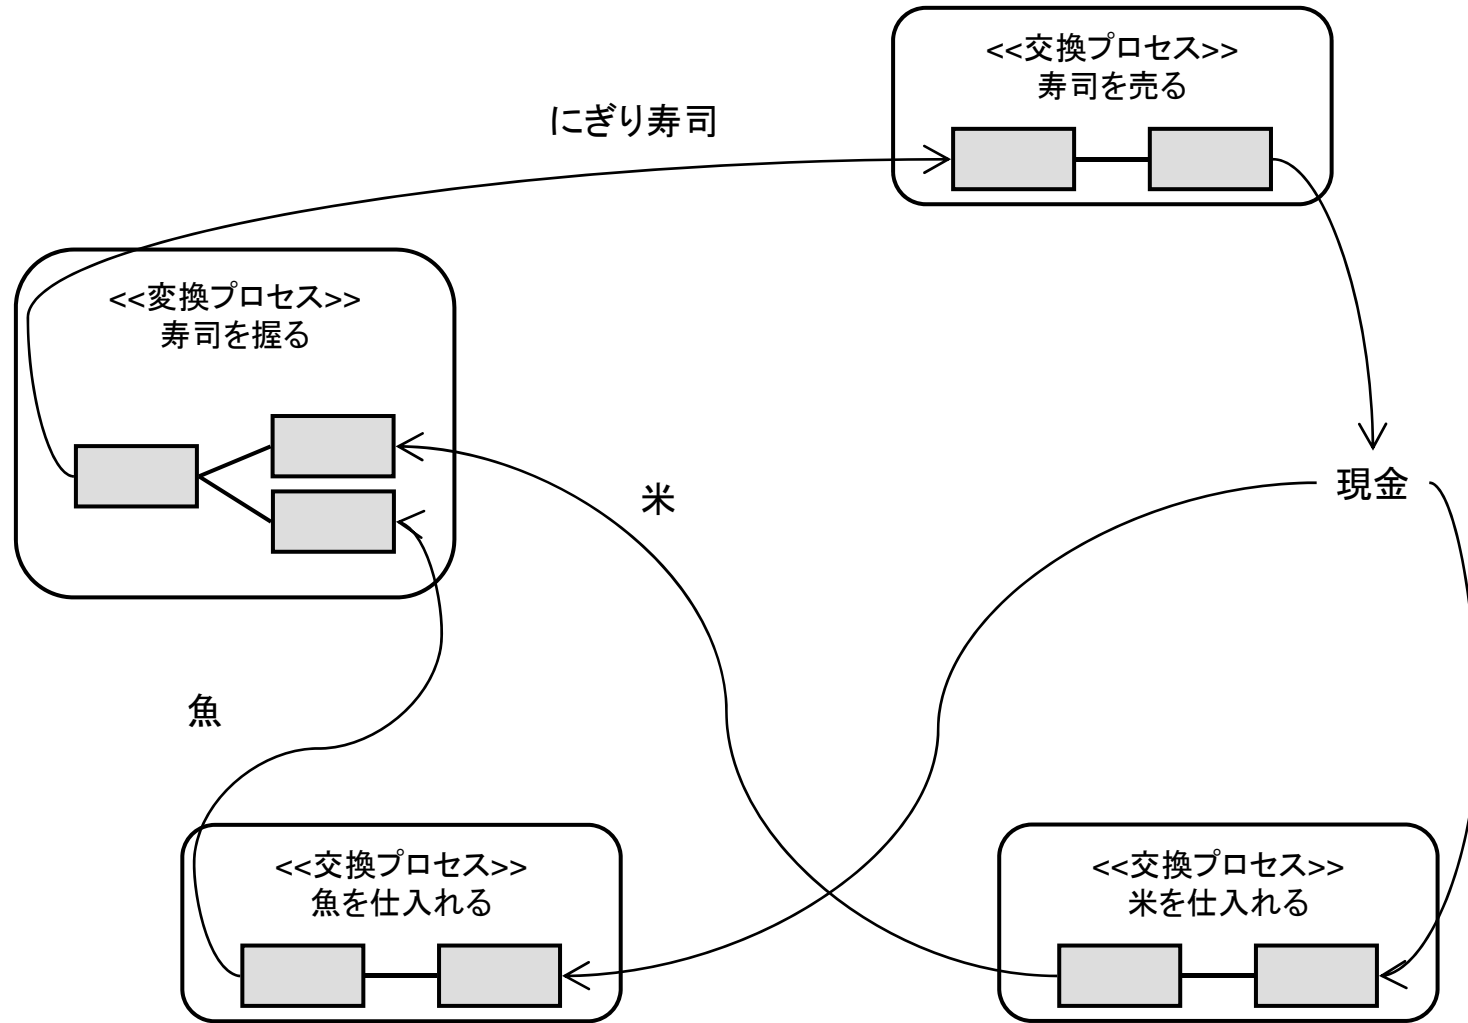 <<交換プロセス>>
寿司を売る
にぎり寿司
<<変換プロセス>>
寿司を握る
現金
米
魚
<<交換プロセス>>
魚を仕入れる
<<交換プロセス>>
米を仕入れる